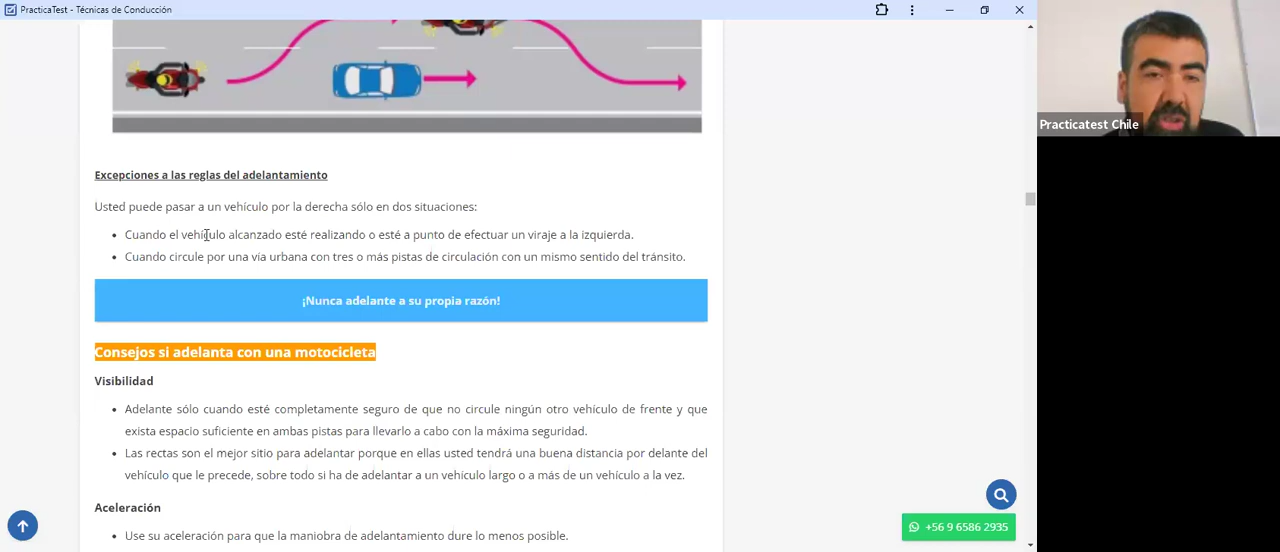 PracticaTest - Técnicas de Conducción
Practicatest Chile
Excepciones a las reglas del adelantamiento
Usted puede pasar a un vehículo por la derecha sólo en dos situaciones:
• Cuando el vehículo alcanzado esté realizando o esté a punto de efectuar un viraje a la izquierda.
• Cuando circule por una vía urbana con tres o más pistas de circulación con un mismo sentido del tránsito.
¡Nunca adelante a su propia razón!
Consejos si adelanta con una motocicleta
Visibilidad
• Adelante sólo cuando esté completamente seguro de que no circule ningún otro vehículo de frente y que
exista espacio suficiente en ambas pistas para llevarlo a cabo con la máxima seguridad.
• Las rectas son el mejor sitio para adelantar porque en ellas usted tendrá una buena distancia por delante del
vehículo que le precede, sobre todo si ha de adelantar a un vehículo largo o a más de un vehículo a la vez.
Aceleración
• Use su aceleración para que la maniobra de adelantamiento dure lo menos posible.
+56 9 6586 2935